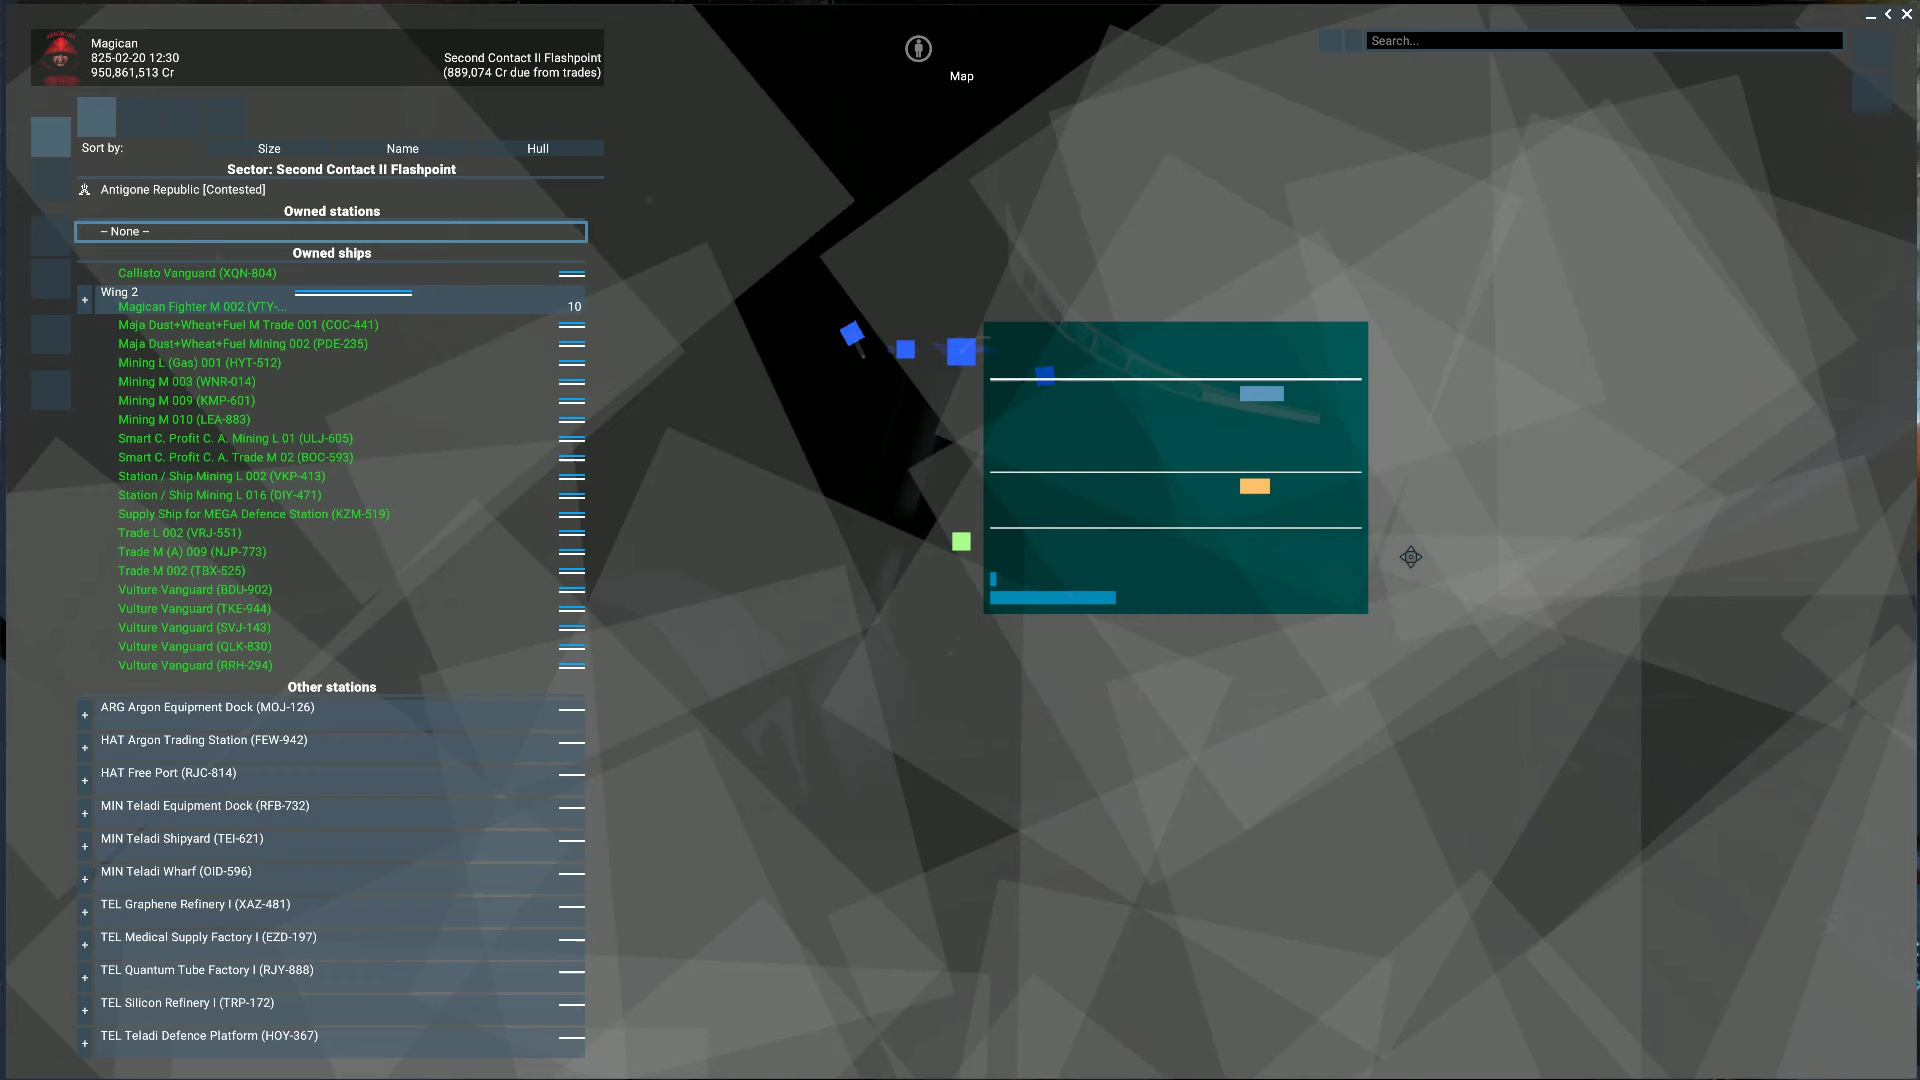 Magican
825-02-20 12:30
Second Contact II Flashpoint
950,861,513 Cr
(889,074 Cr due from trades)
Map
Search...
Sort by:
Size
Name
Hull
Sector: Second Contact II Flashpoint
Antigone Republic [Contested]
Owned stations
– None –
Owned ships
Callisto Vanguard (XQN-804)
Wing 2
+
Magican Fighter M 002 (VTY-...
10
Maja Dust+Wheat+Fuel M Trade 001 (COC-441)
Maja Dust+Wheat+Fuel Mining 002 (PDE-235)
Mining L (Gas) 001 (HYT-512)
Mining M 003 (WNR-014)
Mining M 009 (KMP-601)
Mining M 010 (LEA-883)
Smart C. Profit C. A. Mining L 01 (ULJ-605)
Smart C. Profit C. A. Trade M 02 (BOC-593)
Station / Ship Mining L 002 (VKP-413)
Station / Ship Mining L 016 (DIY-471)
Supply Ship for MEGA Defence Station (KZM-519)
Trade L 002 (VRJ-551)
Trade M (A) 009 (NJP-773)
Trade M 002 (TBX-525)
Vulture Vanguard (BDU-902)
Vulture Vanguard (TKE-944)
Vulture Vanguard (SVJ-143)
Vulture Vanguard (QLK-830)
Vulture Vanguard (RRH-294)
Other stations
+ ARG Argon Equipment Dock (MOJ-126)
+ HAT Argon Trading Station (FEW-942)
+ HAT Free Port (RJC-814)
+ MIN Teladi Equipment Dock (RFB-732)
+ MIN Teladi Shipyard (TEI-621)
+ MIN Teladi Wharf (OID-596)
+ TEL Graphene Refinery I (XAZ-481)
+ TEL Medical Supply Factory I (EZD-197)
+ TEL Quantum Tube Factory I (RJY-888)
+ TEL Silicon Refinery I (TRP-172)
+ TEL Teladi Defence Platform (HOY-367)